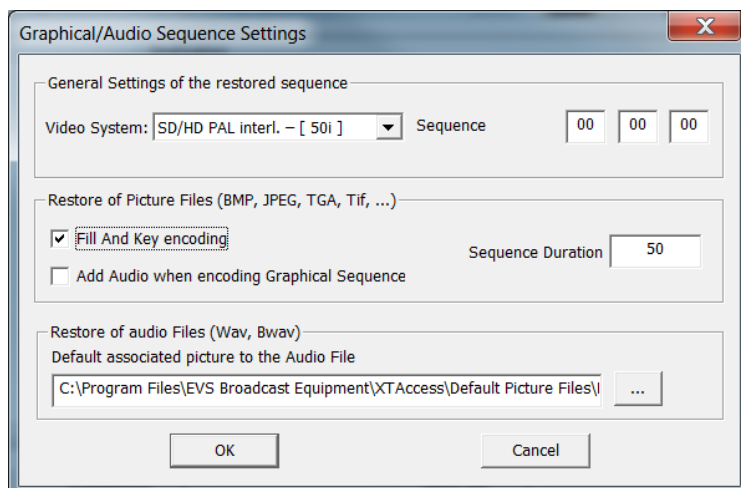 Graphical/Audio Sequence Settings
X
General Settings of the restored sequence
Video System: SD/HD PAL interl. – [ 50i ] Sequence 00 00 00
Restore of Picture Files (BMP, JPEG, TGA, Tif, ...)
Fill And Key encoding
Sequence Duration 50
Add Audio when encoding Graphical Sequence
Restore of audio Files (Wav, Bwav)
Default associated picture to the Audio File
C:\Program Files\EVS Broadcast Equipment\XTAccess\Default Picture Files\ ...
OK Cancel